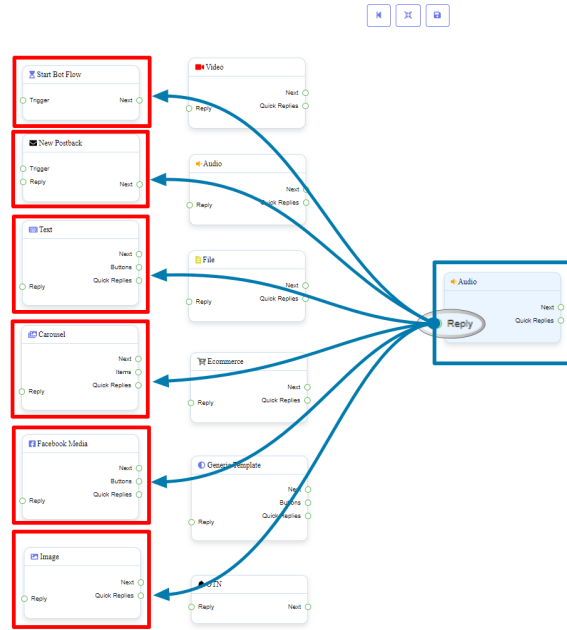 Start Bot Flow
Trigger
Next
New Postback
Trigger
Reply
Next
Text
Next
Buttons
Quick Replies
Reply
Carousel
Next
Items
Quick Replies
Reply
Facebook Media
Next
Buttons
Quick Replies
Reply
Image
Next
Quick Replies
Reply
Video
Next
Quick Replies
Reply
Audio
Next
Quick Replies
Reply
File
Next
Quick Replies
Reply
Ecommerce
Next
Quick Replies
Reply
Generic Template
Next
Buttons
Quick Replies
Reply
OTN
Reply
Next
Audio
Next
Quick Replies
Reply